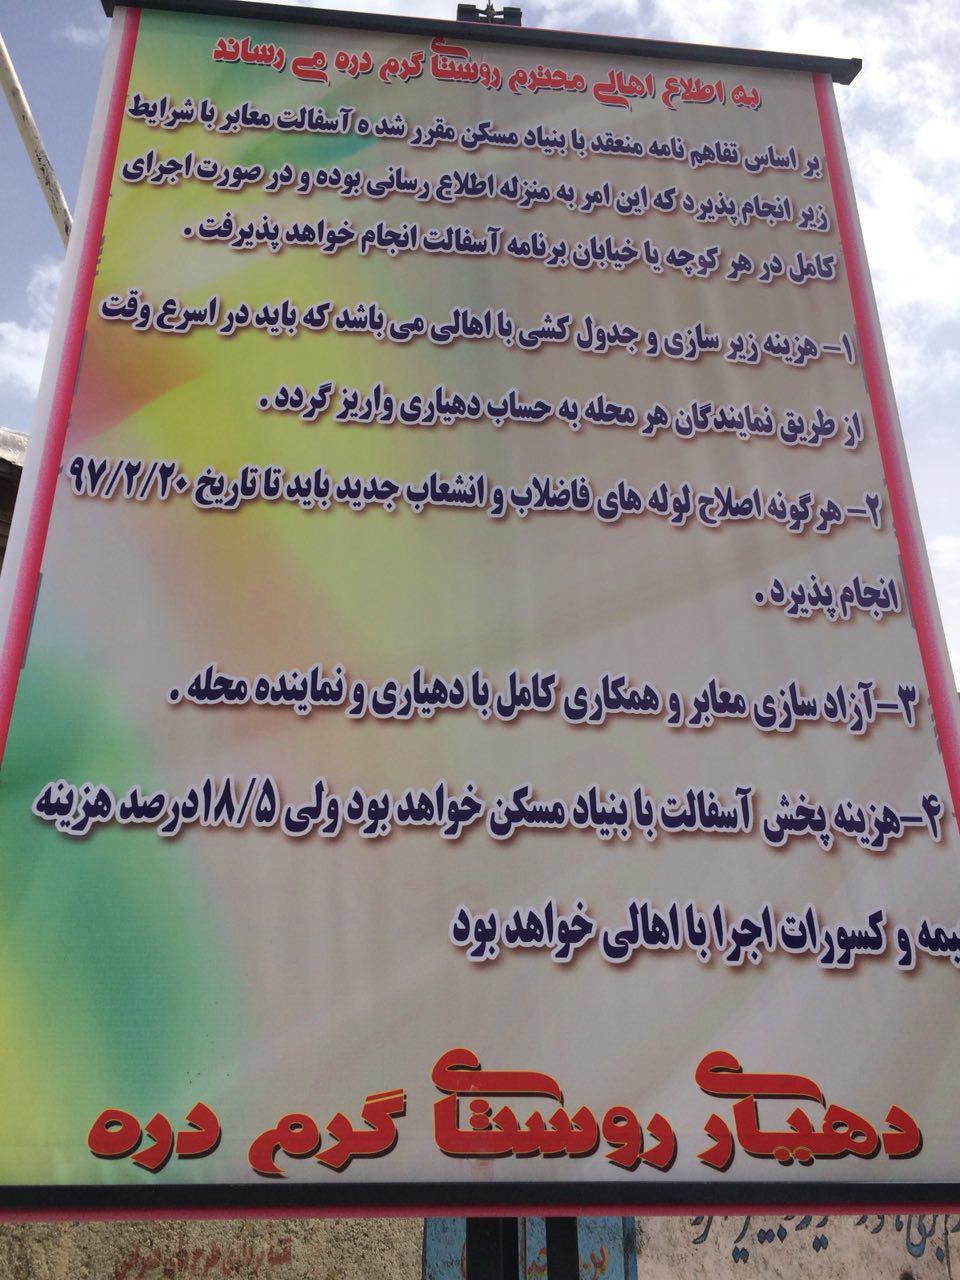 به اطلاع اهالی محترم روستای گرم دره می رساند
بر اساس تفاهم نامه منعقد با بنیاد مسکن مقرر شد ه آسفالت معابر با شرایط
زیر انجام پذیرد که این امر به منزله اطلاع رسانی بوده و در صورت اجرای
کامل در هر کوچه یا خیابان برنامه آسفالت انجام خواهد پذیرفت .
۱- هزینه زیر سازی و جدول کشی با اهالی می باشد که باید در اسرع وقت
از طریق نمایندگان هر محله به حساب دهیاری واریز گردد .
۲- هرگونه اصلاح لوله های فاضلاب و انشعاب جدید باید تا تاریخ ۹۷/۲/۲۰
انجام پذیرد .
۳-آزاد سازی معابر و همکاری کامل با دهیاری و نماینده محله .
۴-هزینه پخش آسفالت با بنیاد مسکن خواهد بود ولی ۱۸/۵درصد هزینه
یمه و کسورات اجرا با اهالی خواهد بود
دهیار روستای گرم دره